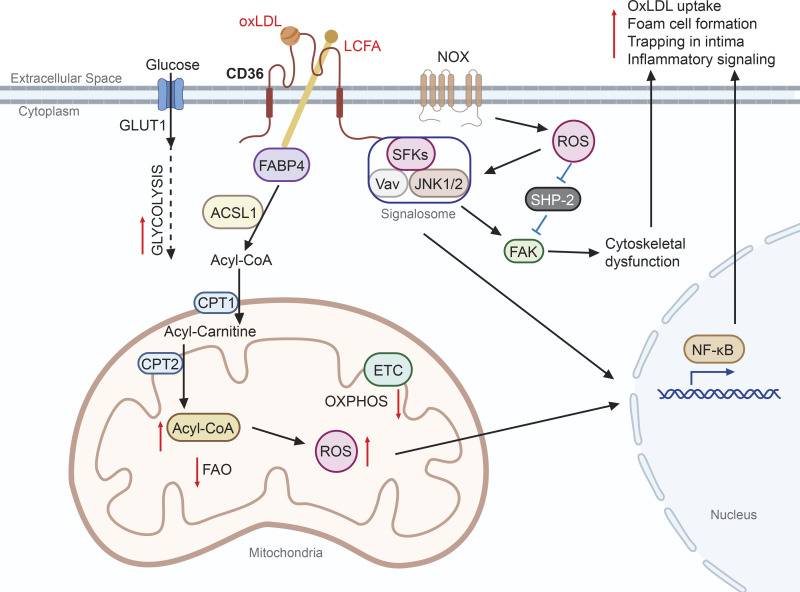 OxLDL uptake
Foam cell formation
Trapping in intima
Inflammatory signaling
oxLDL
LCFA
Glucose
CD36
NOX
Extracellular Space
Cytoplasm
GLUT1
ROS
SFKs
FABP4
Vav
JNK1/2
SHP-2
GLYCOLYSIS
ACSL1
Signalosome
FAK
Cytoskeletal
dysfunction
Acyl-CoA
CPT1
Acyl-Carnitine
NF-κB
CPT2
ETC
OXPHOS
Acyl-CoA
ROS
FAO
Nucleus
Mitochondria